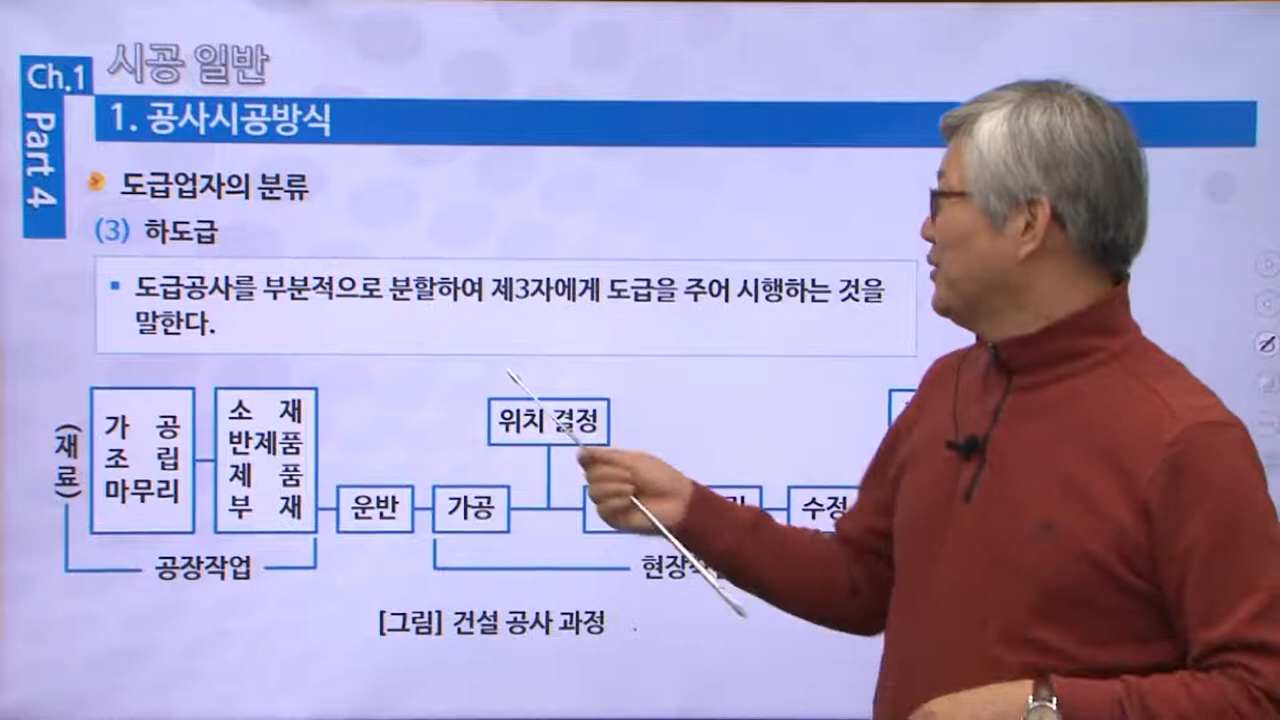 시공 일반
Ch.1
Part 4
1. 공사시공방식
도급업자의 분류
(3) 하도급
▪ 도급공사를 부분적으로 분할하여 제3자에게 도급을 주어 시행하는 것을
말한다.
(재료)
가 공
조 립
마무리
소 재
반제품
제 품
부 재
운반
가공
위치 결정
수정
공장작업
현장
[그림] 건설 공사 과정